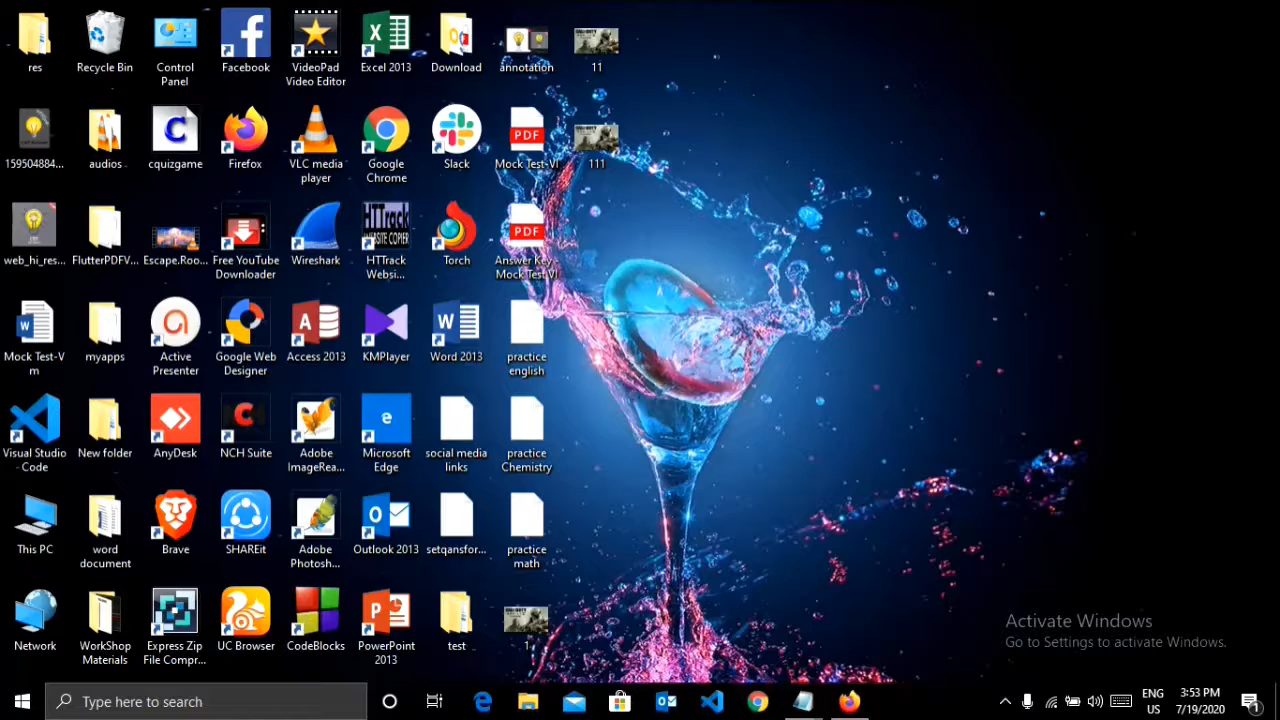 res
Recycle Bin
Control
Panel
Facebook
VideoPad
Video Editor
Excel 2013
Download
annotation
11
159504884...
audios
cquizgame
Firefox
VLC media
player
Google
Chrome
Slack
PDF
Mock Test-VI
111
web_hi_res...
FlutterPDFV...
Escape.Roo...
Free YouTube
Downloader
Wireshark
HTTrack
WEBSITE COPIER
HTTrack
Websi...
Torch
PDF
Answer Key -
Mock Test VI
Mock Test-V
m
myapps
Active
Presenter
Google Web
Designer
Access 2013
KMPlayer
Word 2013
practice
english
Visual Studio
Code
New folder
AnyDesk
NCH Suite
Adobe
ImageRea...
Microsoft
Edge
social media
links
practice
Chemistry
This PC
word
document
Brave
SHAREit
Adobe
Photosh...
Outlook 2013
setqansfor...
practice
math
Network
WorkShop
Materials
Express Zip
File Compr...
UC Browser
CodeBlocks
PowerPoint
2013
test
1
Activate Windows
Go to Settings to activate Windows.
Type here to search
ENG
US
3:53 PM
7/19/2020
1